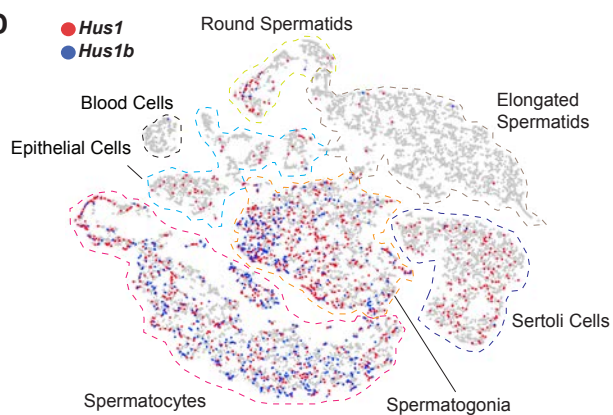 Round Spermatids
Hus1
Hus1b
Blood Cells
Elongated
Spermatids
Epithelial Cells
Sertoli Cells
Spermatocytes
Spermatogonia